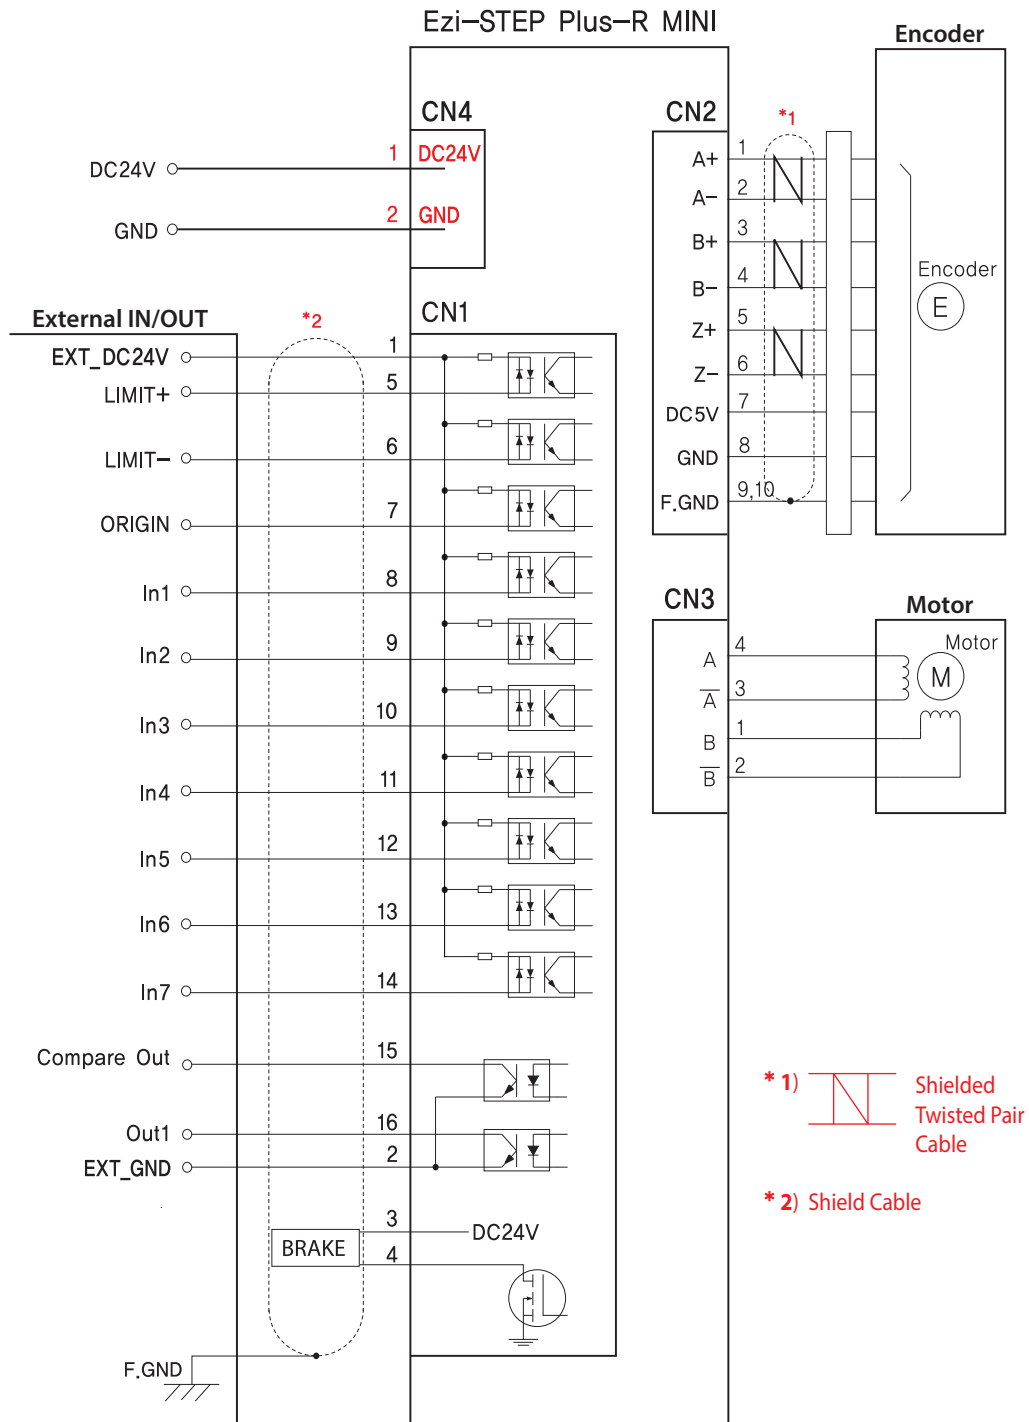 Ezi-STEP Plus-R MINI
Encoder
CN4
DC24V
1
DC24V
GND
2
GND
CN2
*1
A+
1
A-
2
B+
3
B-
4
Z+
5
Z-
6
DC5V
7
GND
8
F.GND
9,10
Encoder
E
External IN/OUT
*2
CN1
EXT_DC24V
1
LIMIT+
5
LIMIT-
6
ORIGIN
7
In1
8
In2
9
In3
10
In4
11
In5
12
In6
13
In7
14
Compare Out
15
Out1
16
EXT_GND
2
BRAKE
3
DC24V
4
F.GND
CN3
Motor
A
4
A̅
3
B
1
B̅
2
Motor
M
* 1)
Shielded
Twisted Pair
Cable
* 2) Shield Cable